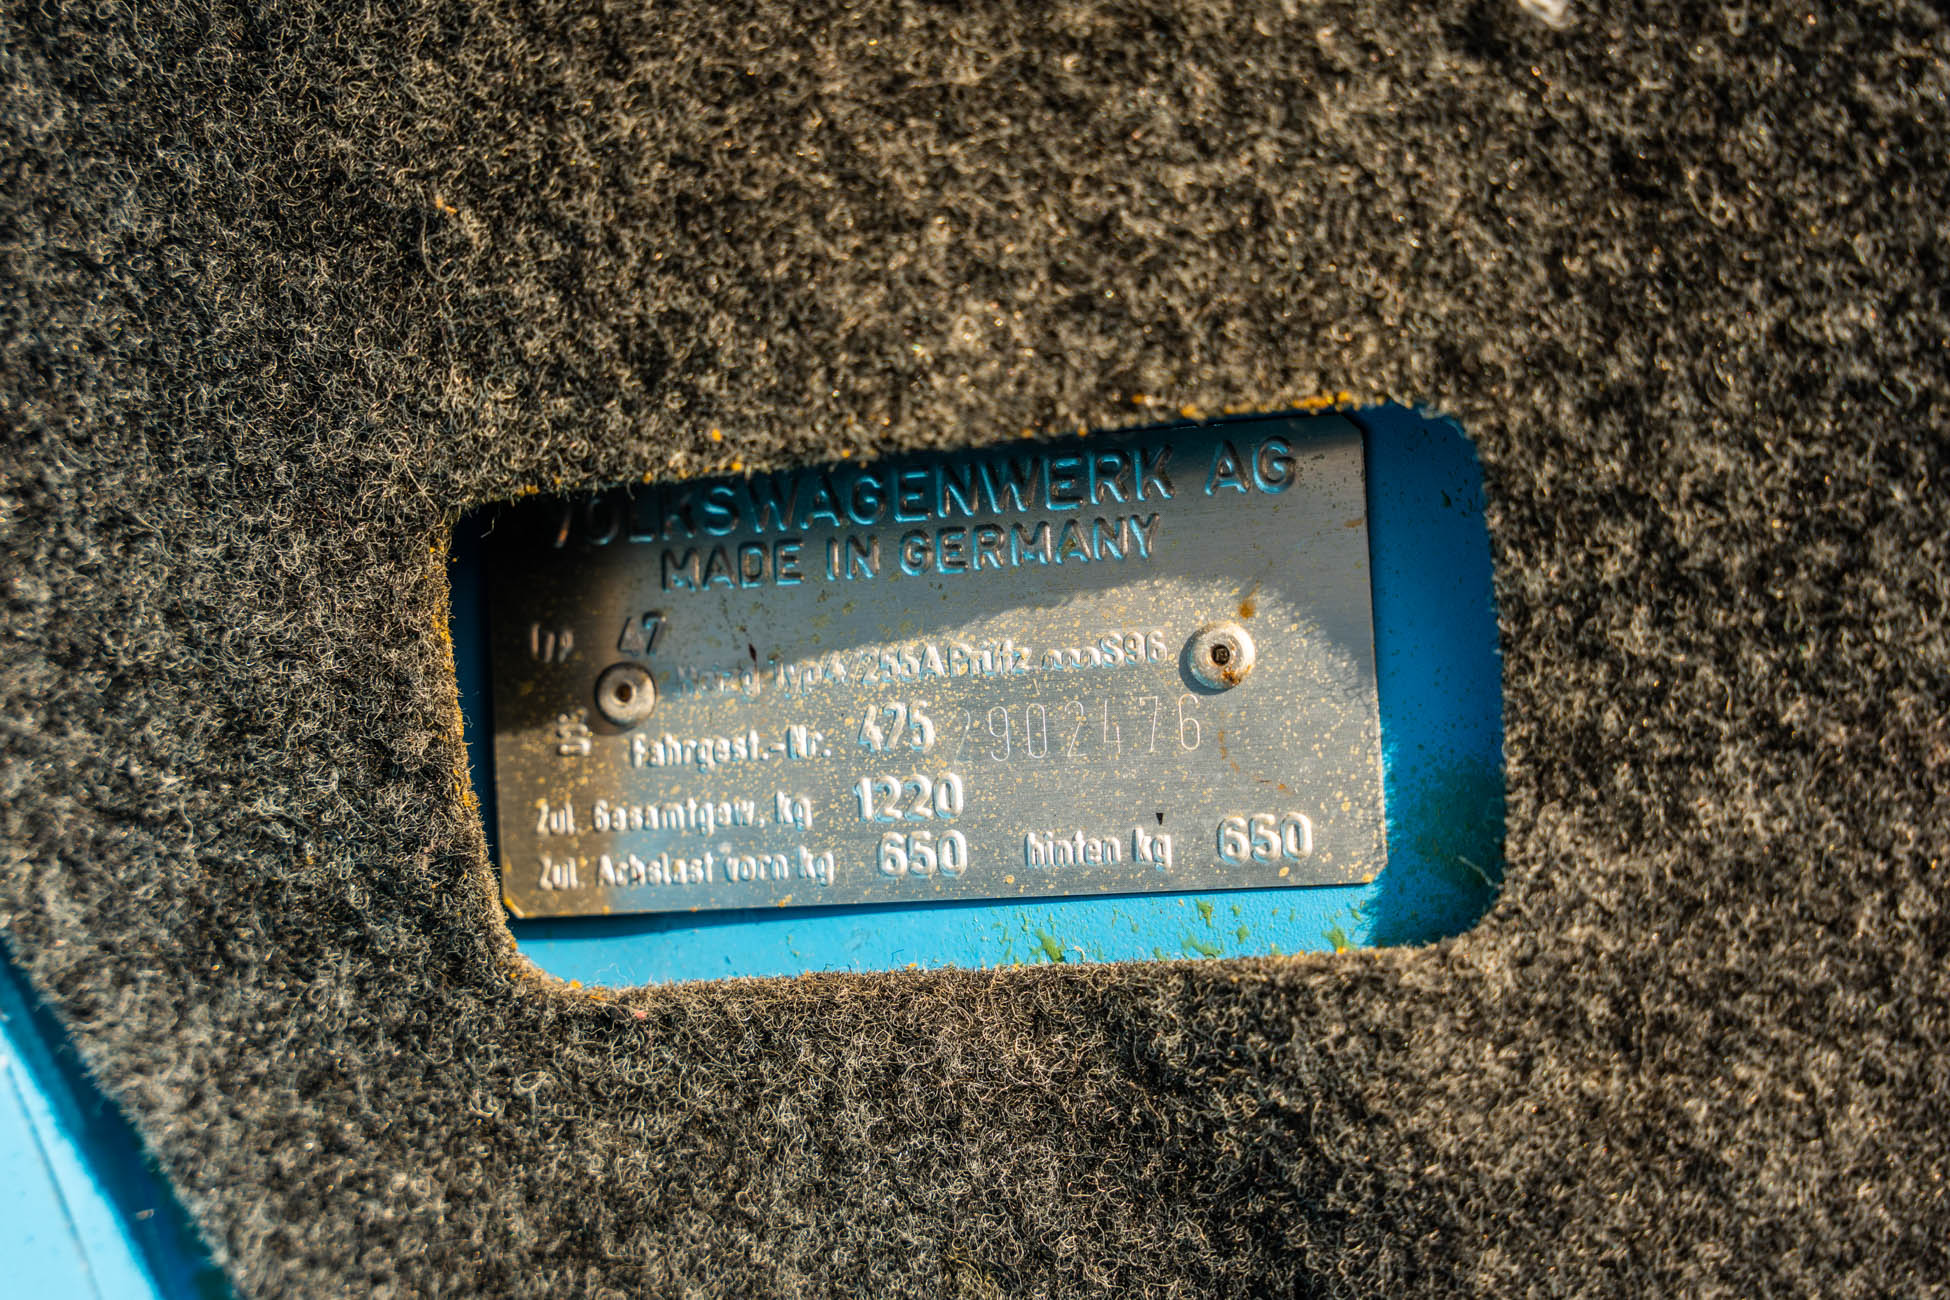 VOLKSWAGENWERK AG
MADE IN GERMANY
Typ 47
Fahrgest.-Nr. 475 2902476
Zul. Gesamtgew. kg 1220
Zul. Achslast vorn kg 650 hinten kg 650